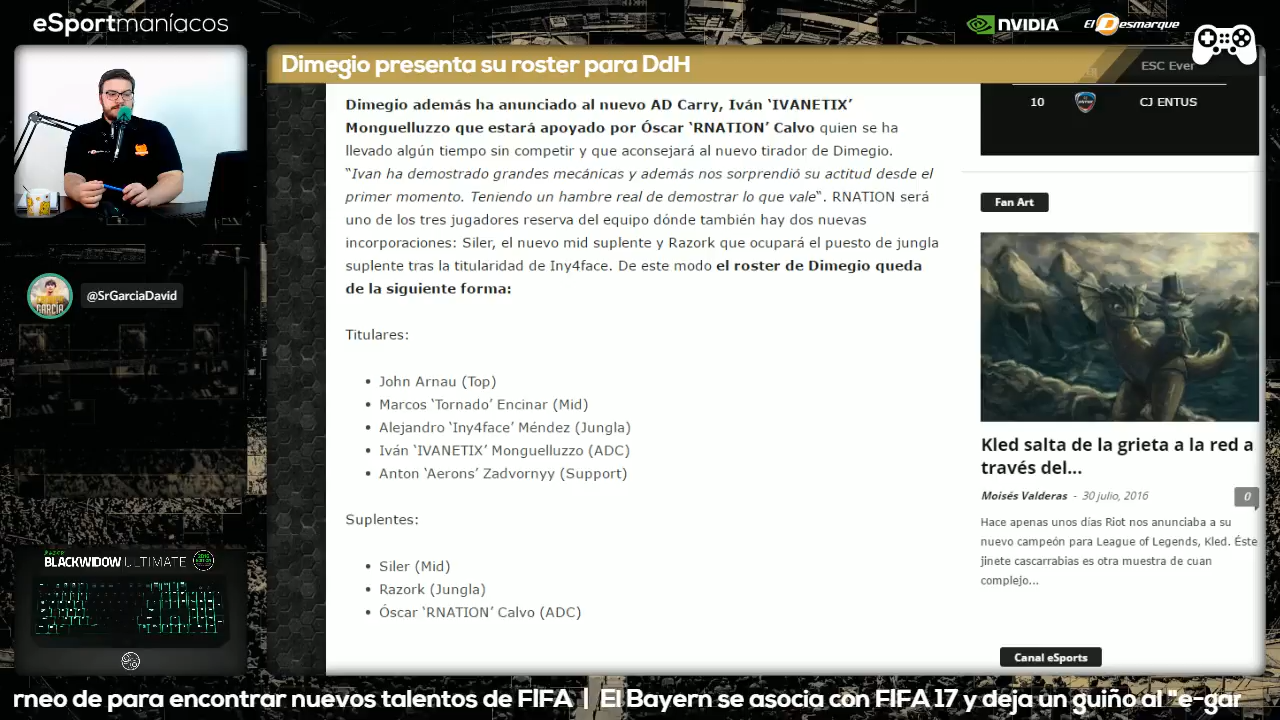 eSportmaníacos
NVIDIA
El Desmarque
Dimegio presenta su roster para DdH
ESC Ever
10 CJ ENTUS
Dimegio además ha anunciado al nuevo AD Carry, Iván ‘IVANETIX’
Monguelluzzo que estará apoyado por Óscar ‘RNATION’ Calvo quien se ha
llevado algún tiempo sin competir y que aconsejará al nuevo tirador de Dimegio.
“Ivan ha demostrado grandes mecánicas y además nos sorprendió su actitud desde el
primer momento. Teniendo un hambre real de demostrar lo que vale“. RNATION será
uno de los tres jugadores reserva del equipo dónde también hay dos nuevas
incorporaciones: Siler, el nuevo mid suplente y Razork que ocupará el puesto de jungla
suplente tras la titularidad de Iny4face. De este modo el roster de Dimegio queda
de la siguiente forma:
Titulares:
• John Arnau (Top)
• Marcos ‘Tornado’ Encinar (Mid)
• Alejandro ‘Iny4face’ Méndez (Jungla)
• Iván ‘IVANETIX’ Monguelluzzo (ADC)
• Anton ‘Aerons’ Zadvornyy (Support)
Suplentes:
• Siler (Mid)
• Razork (Jungla)
• Óscar ‘RNATION’ Calvo (ADC)
Fan Art
Kled salta de la grieta a la red a
través del...
Moisés Valderas - 30 julio, 2016 0
Hace apenas unos días Riot nos anunciaba a su
nuevo campeón para League of Legends, Kled. Éste
jinete cascarrabias es otra muestra de cuan
complejo...
Canal eSports
GARCIA
@SrGarciaDavid
RAZER
BLACKWIDOW ULTIMATE
rneo de para encontrar nuevos talentos de FIFA | El Bayern se asocia con FIFA 17 y deja un guiño al "e-gar